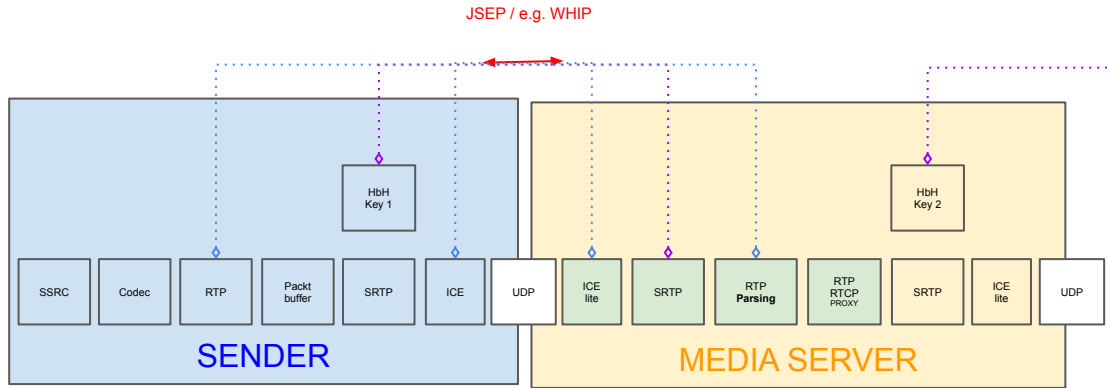 JSEP / e.g. WHIP
HbH
Key 1
HbH
Key 2
SSRC
Codec
RTP
Packt
buffer
SRTP
ICE
UDP
ICE
lite
SRTP
RTP
Parsing
RTP
RTCP
PROXY
SRTP
ICE
lite
UDP
SENDER
MEDIA SERVER